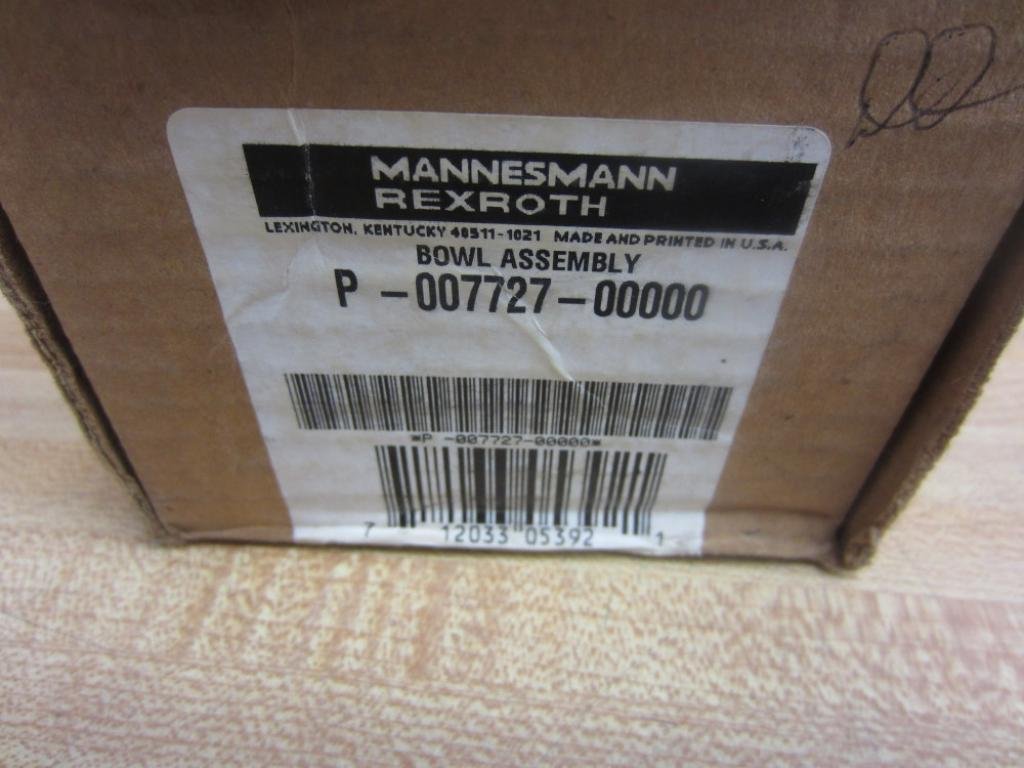 MANNESMANN
REXROTH
LEXINGTON, KENTUCKY 40511-1021 MADE AND PRINTED IN U.S.A.
BOWL ASSEMBLY
P -007727-00000
*P -007727-00000*
7 12033 05392 1